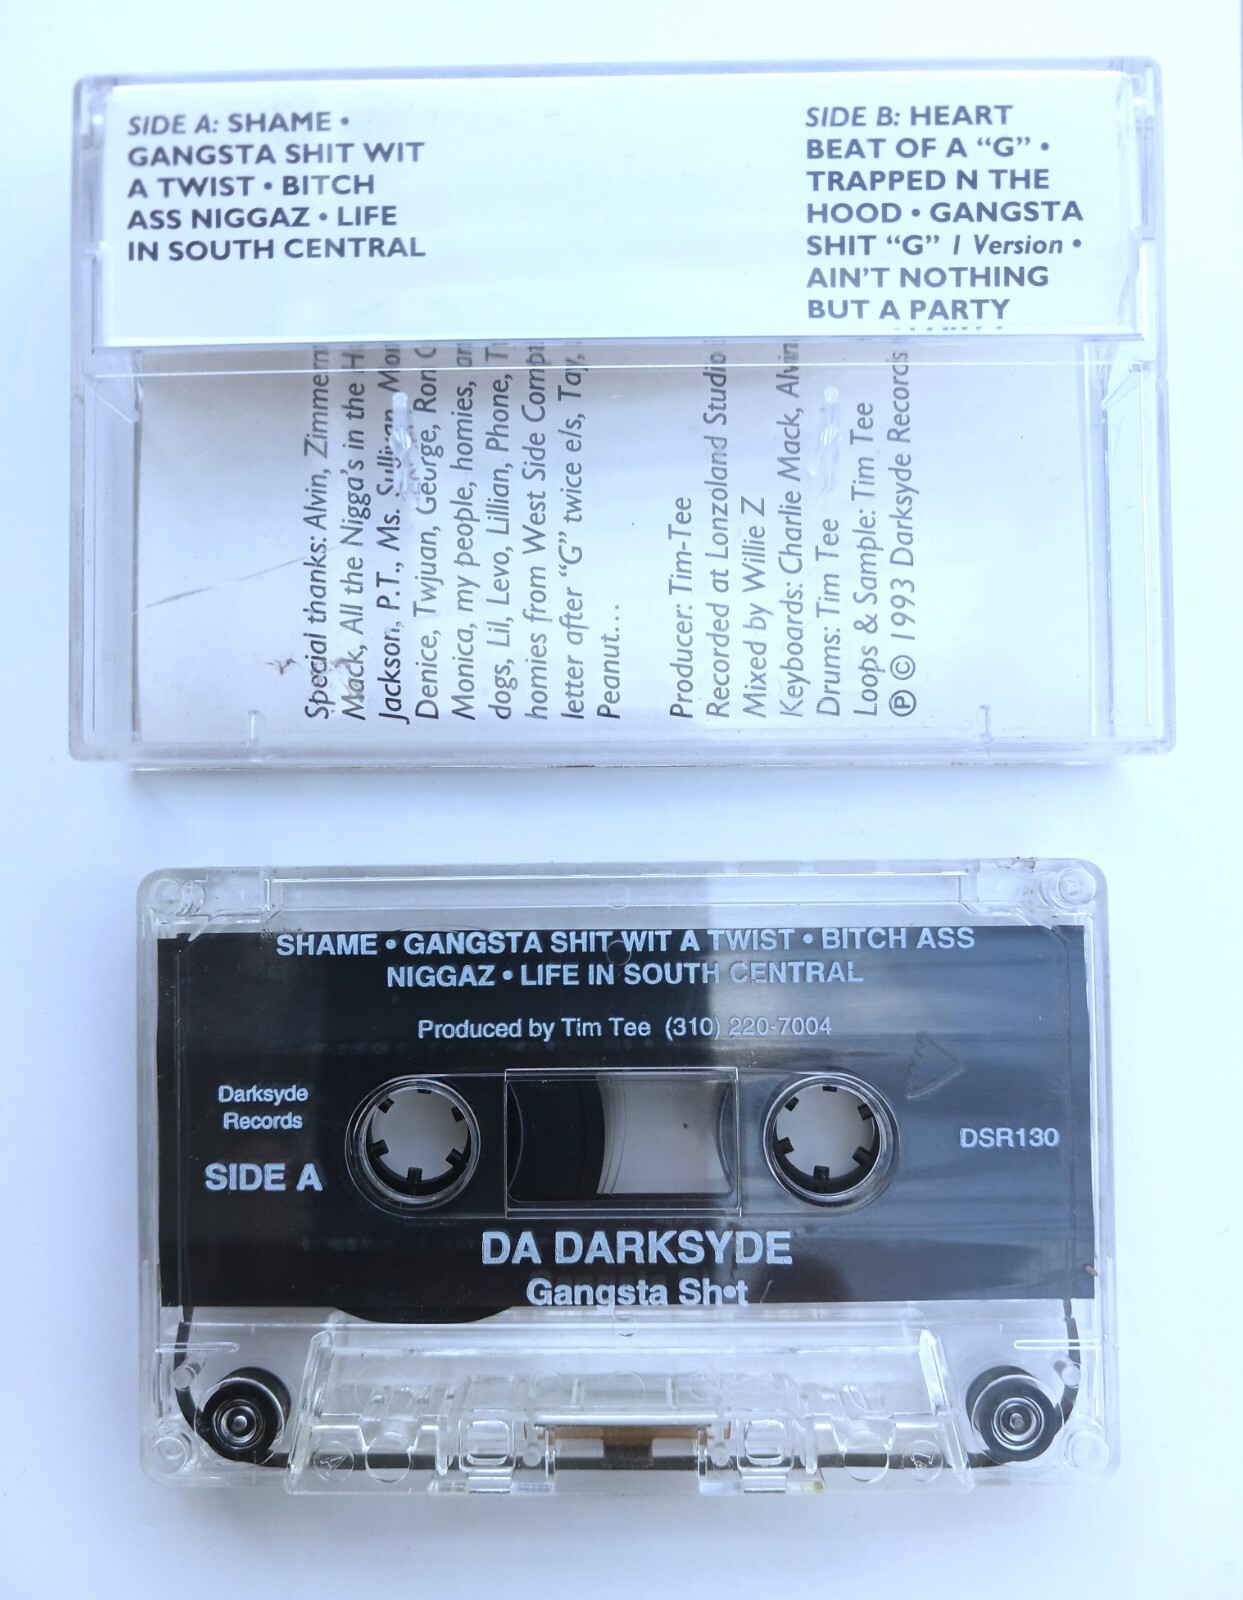 SIDE A: SHAME •
GANGSTA SHIT WIT
A TWIST • BITCH
ASS NIGGAZ • LIFE
IN SOUTH CENTRAL
SIDE B: HEART
BEAT OF A “G” •
TRAPPED N THE
HOOD • GANGSTA
SHIT “G” 1 Version •
AIN'T NOTHING
BUT A PARTY
Special thanks: Alvin,
Mack, All the Nigga's in the
Jackson, P.T., Ms. Sullivan,
Denice, Twjuan, George, Ron
Monica, my people, homies,
dogs, Lil, Levo, Lillian, Phone,
homies from West Side
letter after “G” twice e/s, Tay,
Peanut...
Producer: Tim-Tee
Recorded at Lonzoland Studio
Mixed by Willie Z
Keyboards: Charlie Mack, Alvin
Drums: Tim Tee
Loops & Sample: Tim Tee
℗ © 1993 Darksyde Records
SHAME • GANGSTA SHIT WIT A TWIST • BITCH ASS
NIGGAZ • LIFE IN SOUTH CENTRAL
Produced by Tim Tee (310) 220-7004
Darksyde
Records
SIDE A
DSR130
DA DARKSYDE
Gangsta Sh•t